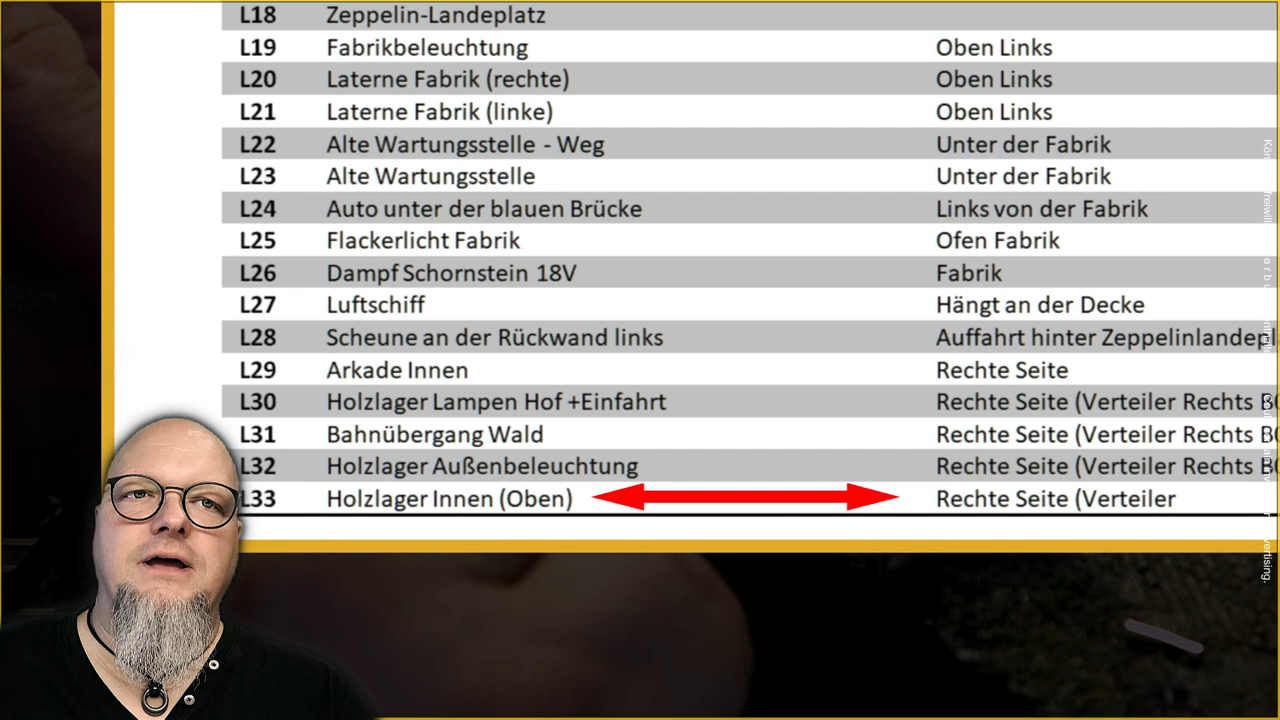 L18 Zeppelin-Landeplatz
L19 Fabrikbeleuchtung Oben Links
L20 Laterne Fabrik (rechte) Oben Links
L21 Laterne Fabrik (linke) Oben Links
L22 Alte Wartungsstelle - Weg Unter der Fabrik
L23 Alte Wartungsstelle Unter der Fabrik
L24 Auto unter der blauen Brücke Links von der Fabrik
L25 Flackerlicht Fabrik Ofen Fabrik
L26 Dampf Schornstein 18V Fabrik
L27 Luftschiff Hängt an der Decke
L28 Scheune an der Rückwand links Auffahrt hinter Zeppelinlandepl
L29 Arkade Innen Rechte Seite
L30 Holzlager Lampen Hof +Einfahrt Rechte Seite (Verteiler Rechts
L31 Bahnübergang Wald Rechte Seite (Verteiler Rechts
L32 Holzlager Außenbeleuchtung Rechte Seite (Verteiler Rechts
L33 Holzlager Innen (Oben) Rechte Seite (Verteiler